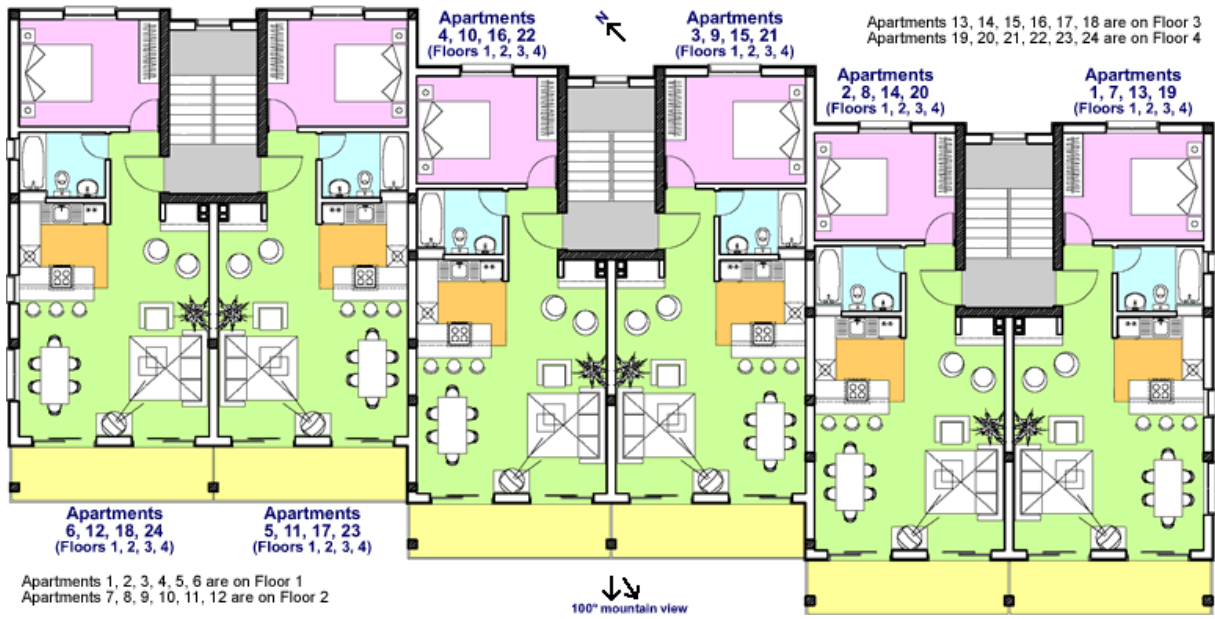 Apartments
4, 10, 16, 22
(Floors 1, 2, 3, 4)
N
Apartments
3, 9, 15, 21
(Floors 1, 2, 3, 4)
Apartments 13, 14, 15, 16, 17, 18 are on Floor 3
Apartments 19, 20, 21, 22, 23, 24 are on Floor 4
Apartments
2, 8, 14, 20
(Floors 1, 2, 3, 4)
Apartments
1, 7, 13, 19
(Floors 1, 2, 3, 4)
Apartments
6, 12, 18, 24
(Floors 1, 2, 3, 4)
Apartments
5, 11, 17, 23
(Floors 1, 2, 3, 4)
Apartments 1, 2, 3, 4, 5, 6 are on Floor 1
Apartments 7, 8, 9, 10, 11, 12 are on Floor 2
100° mountain view